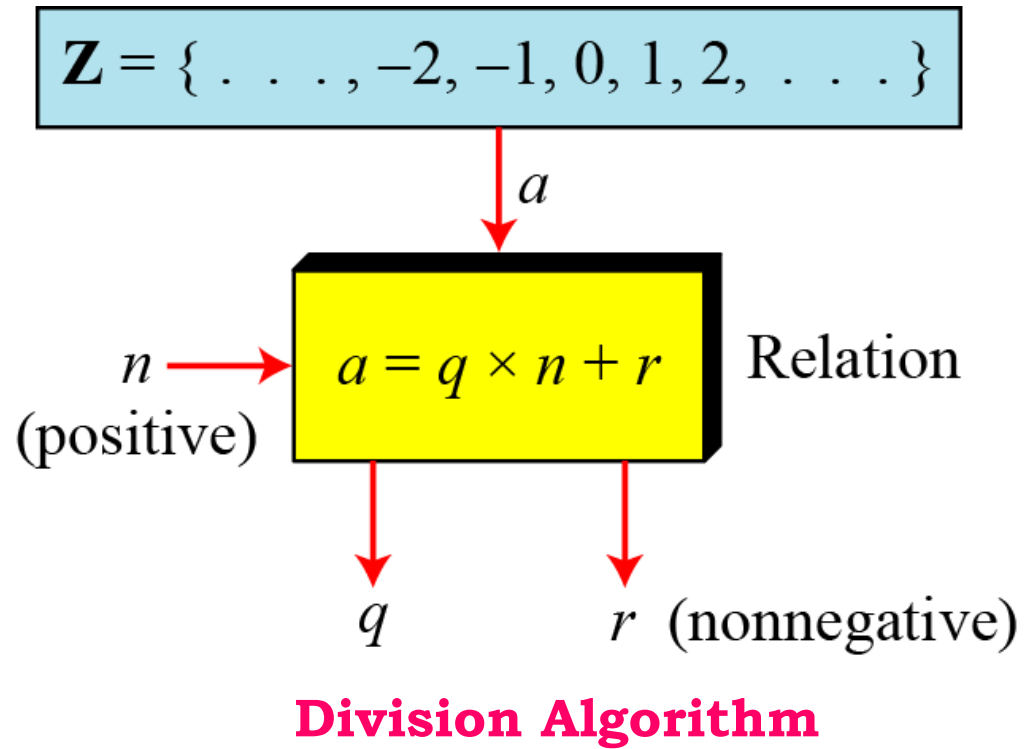 Z = { . . . , –2, –1, 0, 1, 2, . . . }
a
n
(positive)
a = q × n + r
Relation
q
r (nonnegative)
Division Algorithm